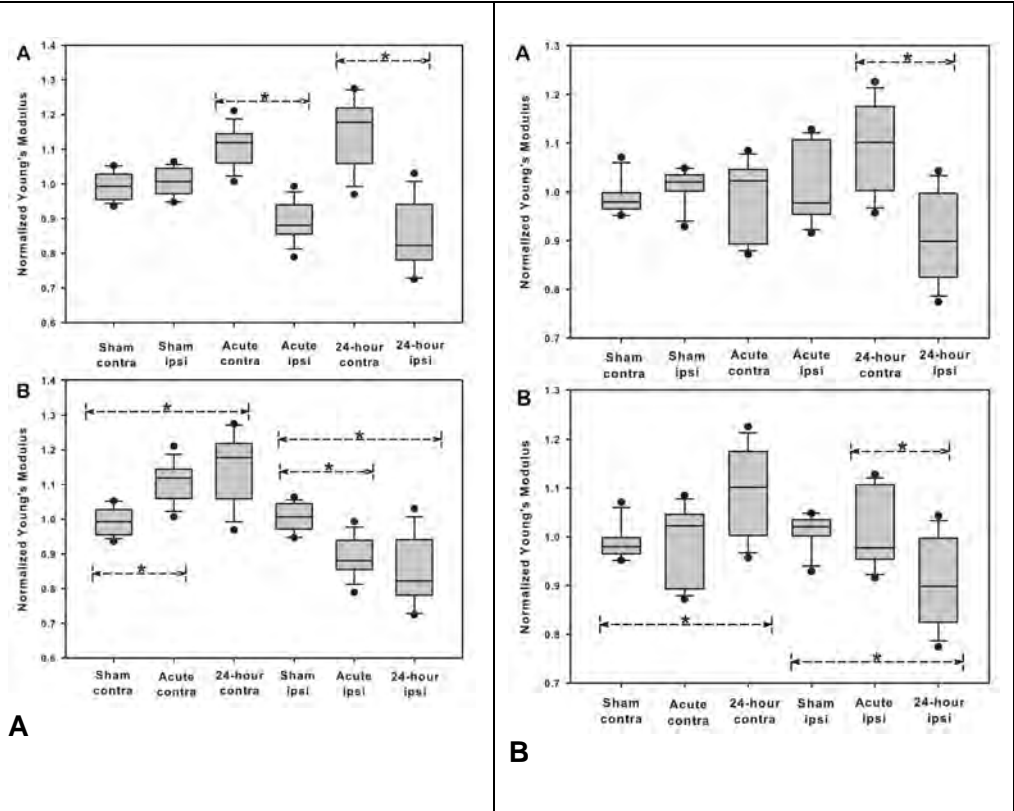 A
Normalized Young's Modulus
1.4
1.3
1.2
1.1
1.0
0.9
0.8
0.7
0.6
*
*
Sham contra
Sham ipsi
Acute contra
Acute ipsi
24-hour contra
24-hour ipsi
B
Normalized Young's Modulus
1.4
1.3
1.2
1.1
1.0
0.9
0.8
0.7
0.6
*
*
*
*
Sham contra
Acute contra
24-hour contra
Sham ipsi
Acute ipsi
24-hour ipsi
A
A
Normalized Young's Modulus
1.3
1.2
1.1
1.0
0.9
0.8
0.7
*
Sham contra
Sham ipsi
Acute contra
Acute ipsi
24-hour contra
24-hour ipsi
B
Normalized Young's Modulus
1.3
1.2
1.1
1.0
0.9
0.8
0.7
*
*
*
Sham contra
Acute contra
24-hour contra
Sham ipsi
Acute ipsi
24-hour ipsi
B